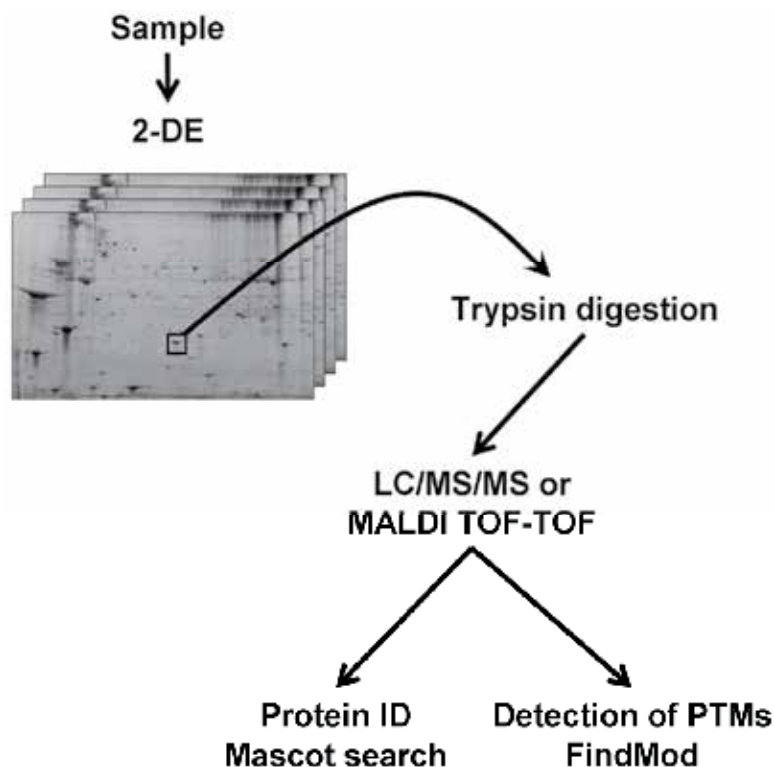 Sample
2-DE
Trypsin digestion
LC/MS/MS or
MALDI TOF-TOF
Protein ID
Mascot search
Detection of PTMs
FindMod